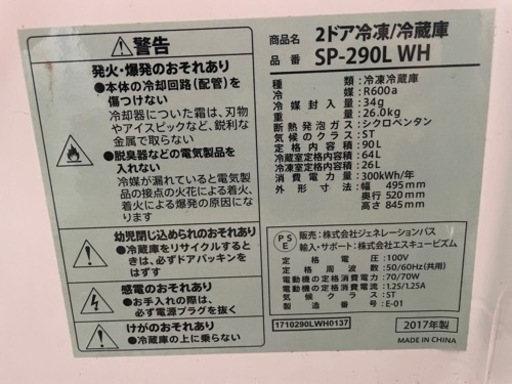 警告
発火・爆発のおそれあり
●本体の冷却回路（配管）を
傷つけない
冷却器についた霜は、刃物
やアイスピックなど、鋭利な
金属で取らない
●脱臭器などの電気製品を
入れない
冷媒が漏れていると電気製
品の接点の火花による着火、
着火による爆発の原因にな
ります
幼児閉じ込められのおそれあり
●冷蔵庫をリサイクルするとき
は、必ずドアパッキンを
はずす
感電のおそれあり
●お手入れの際は、
必ず電源プラグを抜く
けがのおそれあり
●冷蔵庫の上に乗らない
商品名 2ドア冷凍/冷蔵庫
品番 SP-290L WH
種類：冷凍冷蔵庫
冷媒：R600a
冷媒封入量：34g
重量：26.0kg
断熱発泡ガス：シクロペンタン
気候のクラス：ST
定格内容積：90L
冷蔵室定格内容積：64L
冷凍室定格内容積：26L
消費電力量：300kWh/年
外形寸法：幅 495mm
奥行 520mm
高さ 845mm
PSE
販売：株式会社ジェネレーションパス
輸入・サポート：株式会社エスキュービズム
定格電圧：100V
定格周波数：50/60Hz(共用)
電動機の定格消費電力：70/70W
電動機の定格消費電流：1.25/1.25A
気候クラス：ST
製造番号：E-01
1710290LWH0137
2017年製
MADE IN CHINA